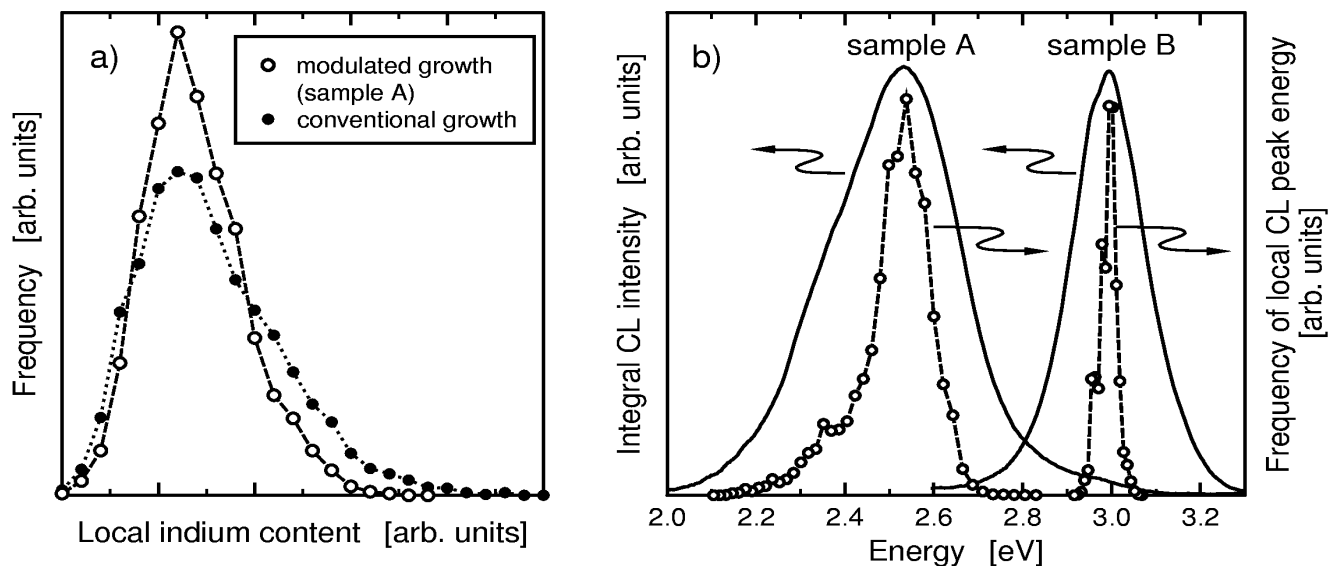 a)
modulated growth
(sample A)
conventional growth
Frequency [arb. units]
Local indium content [arb. units]
b)
sample A
sample B
Integral CL intensity [arb. units]
Frequency of local CL peak energy
[arb. units]
2.0 2.2 2.4 2.6 2.8 3.0 3.2
Energy [eV]